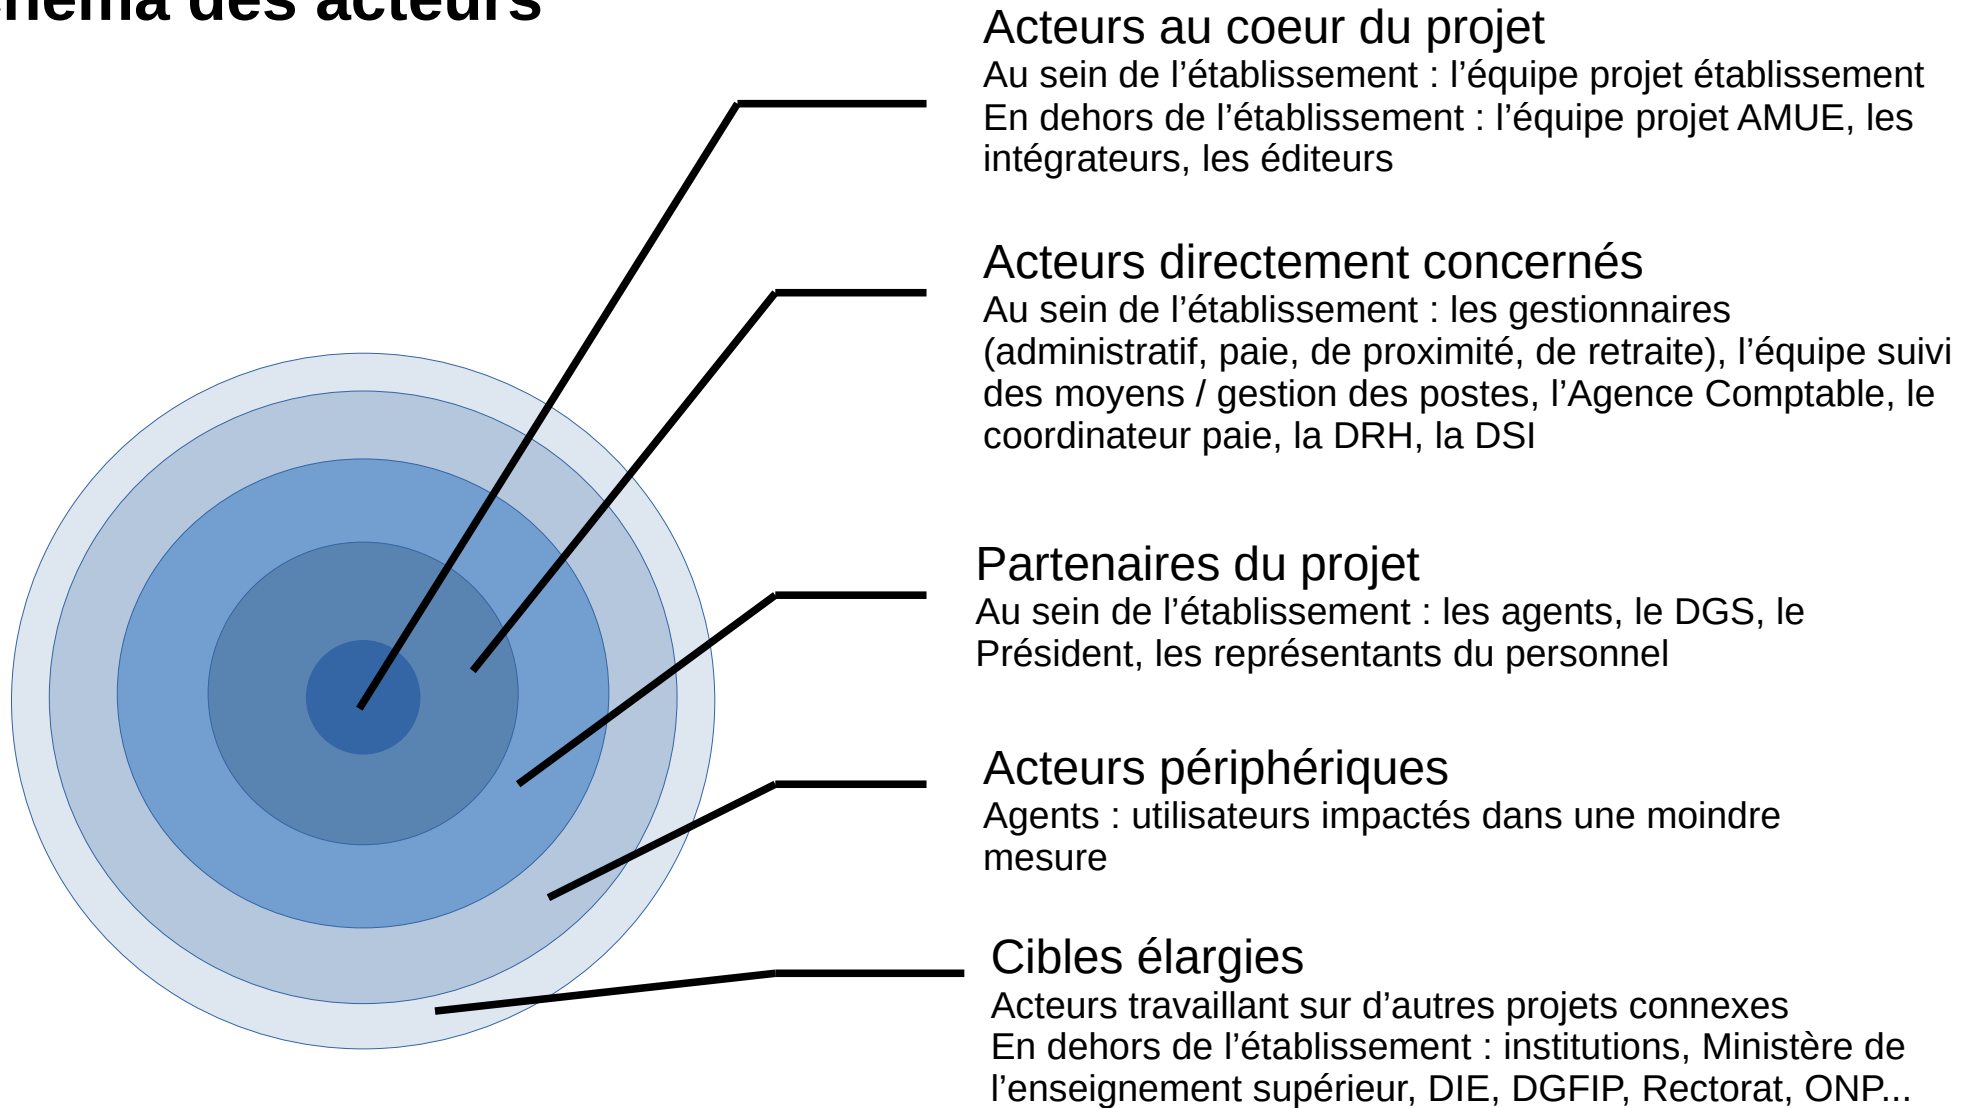 des acteurs
Acteurs au coeur du projet
Au sein de l’établissement : l’équipe projet établissement
En dehors de l’établissement : l’équipe projet AMUE, les
intégrateurs, les éditeurs
Acteurs directement concernés
Au sein de l’établissement : les gestionnaires
(administratif, paie, de proximité, de retraite), l’équipe suivi
des moyens / gestion des postes, l’Agence Comptable, le
coordinateur paie, la DRH, la DSI
Partenaires du projet
Au sein de l’établissement : les agents, le DGS, le
Président, les représentants du personnel
Acteurs périphériques
Agents : utilisateurs impactés dans une moindre
mesure
Cibles élargies
Acteurs travaillant sur d’autres projets connexes
En dehors de l’établissement : institutions, Ministère de
l’enseignement supérieur, DIE, DGFIP, Rectorat, ONP...